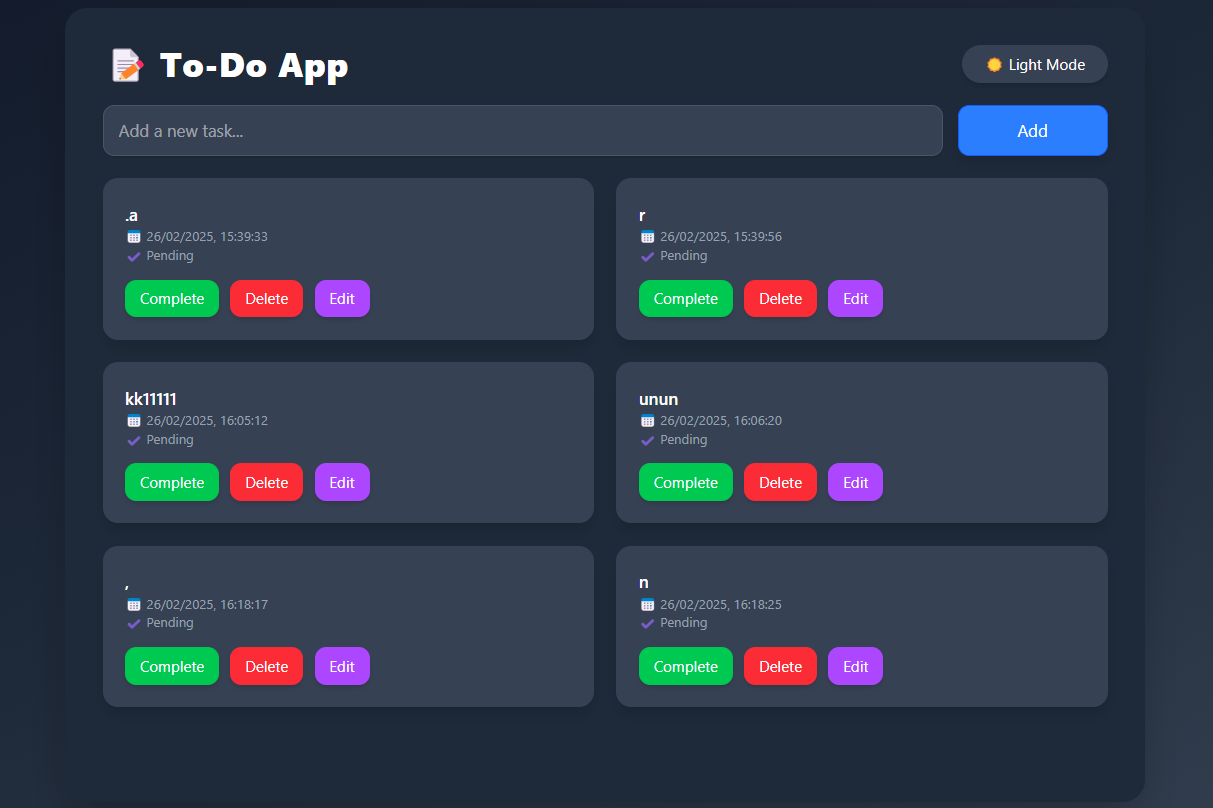 To-Do App
Light Mode
Add a new task...
Add
.a
26/02/2025, 15:39:33
Pending
Complete Delete Edit
r
26/02/2025, 15:39:56
Pending
Complete Delete Edit
kk11111
26/02/2025, 16:05:12
Pending
Complete Delete Edit
unun
26/02/2025, 16:06:20
Pending
Complete Delete Edit
,
26/02/2025, 16:18:17
Pending
Complete Delete Edit
n
26/02/2025, 16:18:25
Pending
Complete Delete Edit